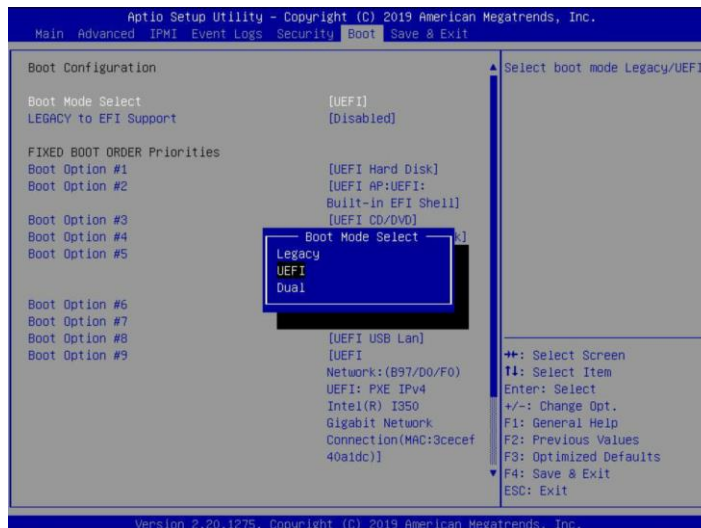 Aptio Setup Utility – Copyright (C) 2019 American Megatrends, Inc.
Main Advanced IPMI Event Logs Security Boot Save & Exit
Boot Configuration
Boot Mode Select [UEFI]
LEGACY to EFI Support [Disabled]
FIXED BOOT ORDER Priorities
Boot Option #1 [UEFI Hard Disk]
Boot Option #2 [UEFI AP:UEFI:
Built-in EFI Shell]
Boot Option #3 [UEFI CD/DVD]
Boot Option #4 k]
Boot Option #5
Boot Mode Select
Legacy
UEFI
Dual
Boot Option #6
Boot Option #7
Boot Option #8 [UEFI USB Lan]
Boot Option #9 [UEFI
Network:(B97/D0/F0)
UEFI: PXE IPv4
Intel(R) I350
Gigabit Network
Connection(MAC:3cecef
40a1dc)]
Select boot mode Legacy/UEFI
→←: Select Screen
↑↓: Select Item
Enter: Select
+/-: Change Opt.
F1: General Help
F2: Previous Values
F3: Optimized Defaults
F4: Save & Exit
ESC: Exit
Version 2.20.1275. Copyright (C) 2019 American Megatrends, Inc.